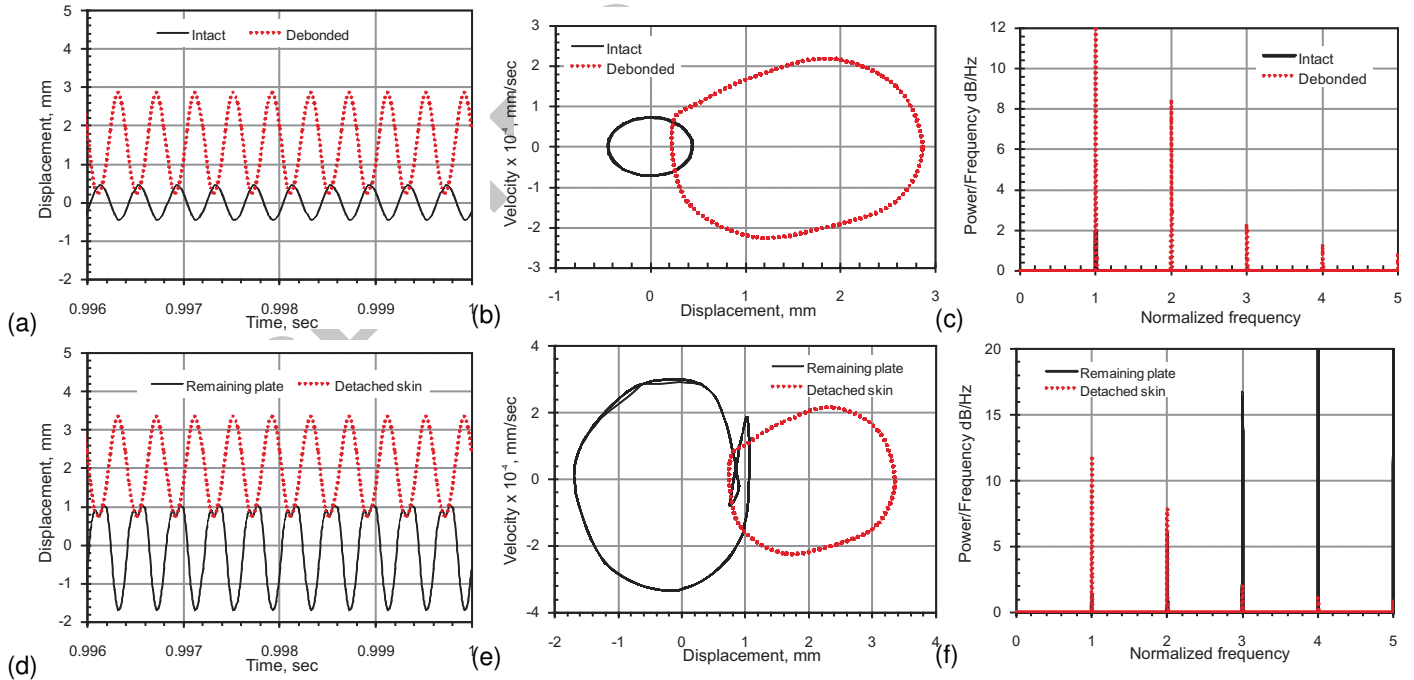 5
4
3
2
1
0
-1
-2
Displacement, mm
Intact
Debonded
0.996
0.997
0.998
0.999
1
Time, sec
(a)
3
2
1
0
-1
-2
-3
Velocity x 10⁻⁴, mm/sec
Intact
Debonded
-1
0
1
2
3
Displacement, mm
(b)
12
10
8
6
4
2
0
Power/Frequency dB/Hz
Intact
Debonded
0
1
2
3
4
5
Normalized frequency
(c)
5
4
3
2
1
0
-1
-2
Displacement, mm
Remaining plate
Detached skin
0.996
0.997
0.998
0.999
1
Time, sec
(d)
4
2
0
-2
-4
Velocity x 10⁻⁴, mm/sec
Remaining plate
Detached skin
-2
-1
0
1
2
3
4
Displacement, mm
(e)
20
15
10
5
0
Power/Frequency dB/Hz
Remaining plate
Detached skin
0
1
2
3
4
5
Normalized frequency
(f)